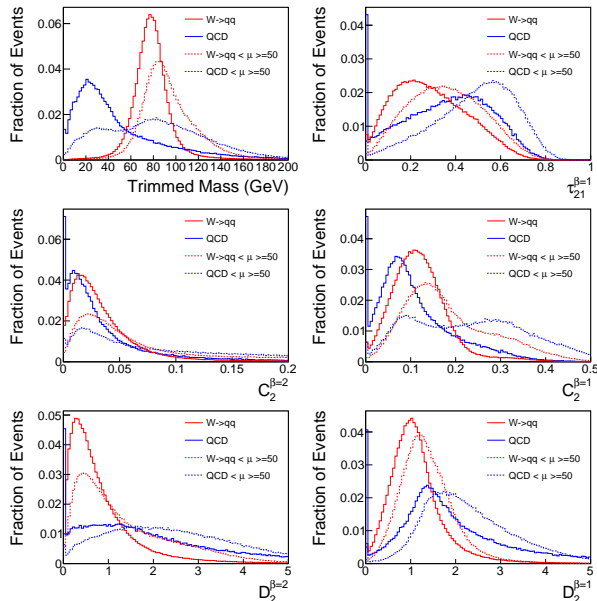 Fraction of Events
0.06
0.04
0.02
0
0 20 40 60 80 100 120 140 160 180 200
Trimmed Mass (GeV)
W->qq
QCD
W->qq < μ >=50
QCD < μ >=50
Fraction of Events
0.04
0.03
0.02
0.01
0
0 0.2 0.4 0.6 0.8 1
τ₂₁^β=1
W->qq
QCD
W->qq < μ >=50
QCD < μ >=50
Fraction of Events
0.06
0.04
0.02
0
0 0.05 0.1 0.15 0.2
C₂^β=2
W->qq
QCD
W->qq < μ >=50
QCD < μ >=50
Fraction of Events
0.04
0.03
0.02
0.01
0
0 0.1 0.2 0.3 0.4 0.5
C₂^β=1
W->qq
QCD
W->qq < μ >=50
QCD < μ >=50
Fraction of Events
0.05
0.04
0.03
0.02
0.01
0
0 1 2 3 4 5
D₂^β=2
W->qq
QCD
W->qq < μ >=50
QCD < μ >=50
Fraction of Events
0.04
0.03
0.02
0.01
0
0 1 2 3 4 5
D₂^β=1
W->qq
QCD
W->qq < μ >=50
QCD < μ >=50